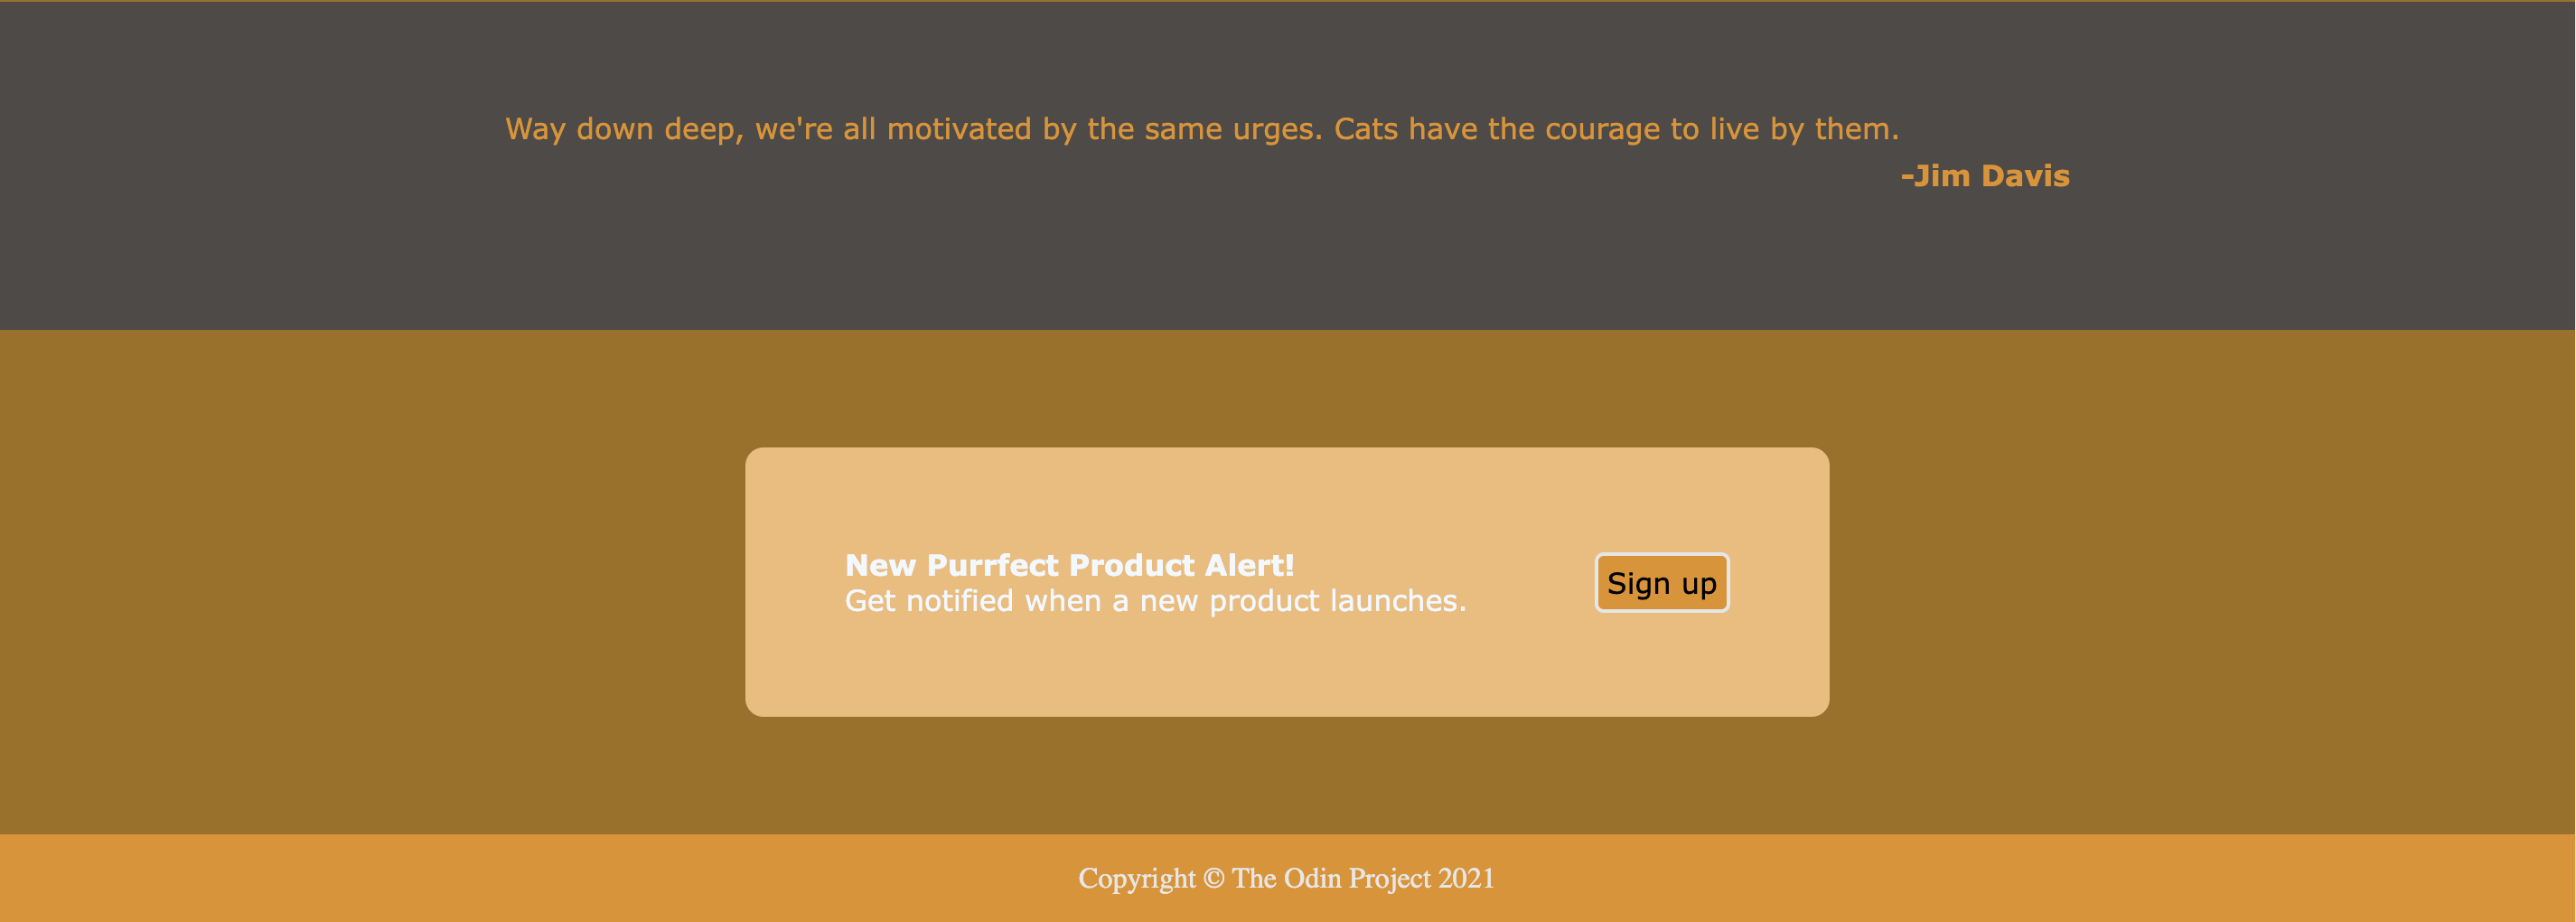 Way down deep, we're all motivated by the same urges. Cats have the courage to live by them.
-Jim Davis
New Purrfect Product Alert!
Get notified when a new product launches.
Sign up
Copyright © The Odin Project 2021